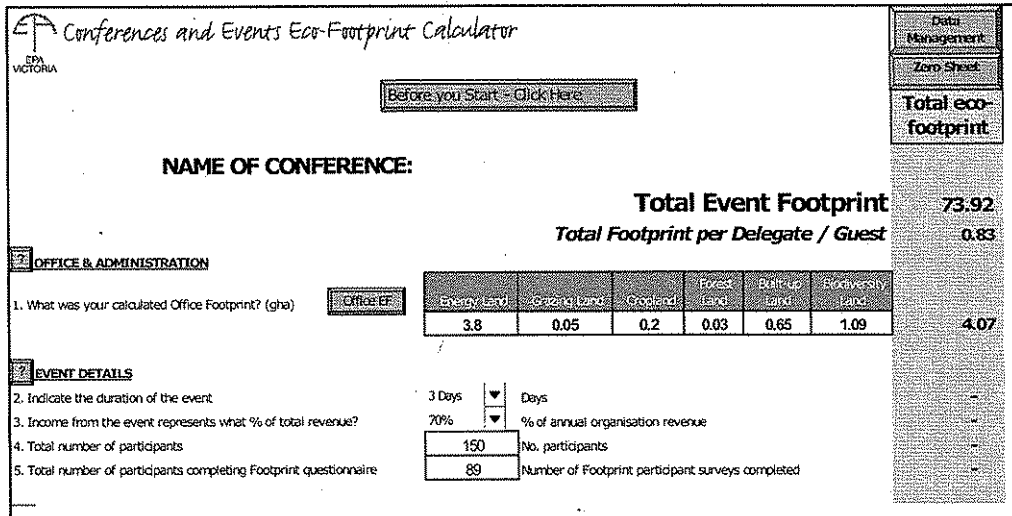 Conferences and Events Eco-Footprint Calculator
EPA
VICTORIA
Data
Management
Zero Sheet
Before you Start - Click Here
Total eco-
footprint
NAME OF CONFERENCE:
Total Event Footprint 73.92
Total Footprint per Delegate / Guest 0.83
? OFFICE & ADMINISTRATION
1. What was your calculated Office Footprint? (gha) Office EF
Energy Land Grazing Land Cropland Forest Land Built-up Land Biodiversity Land
3.8 0.05 0.2 0.03 0.65 1.09 4.07
? EVENT DETAILS
2. Indicate the duration of the event 3 Days Days -
3. Income from the event represents what % of total revenue? 70% % of annual organisation revenue -
4. Total number of participants 150 No. participants -
5. Total number of participants completing Footprint questionnaire 89 Number of Footprint participant surveys completed -